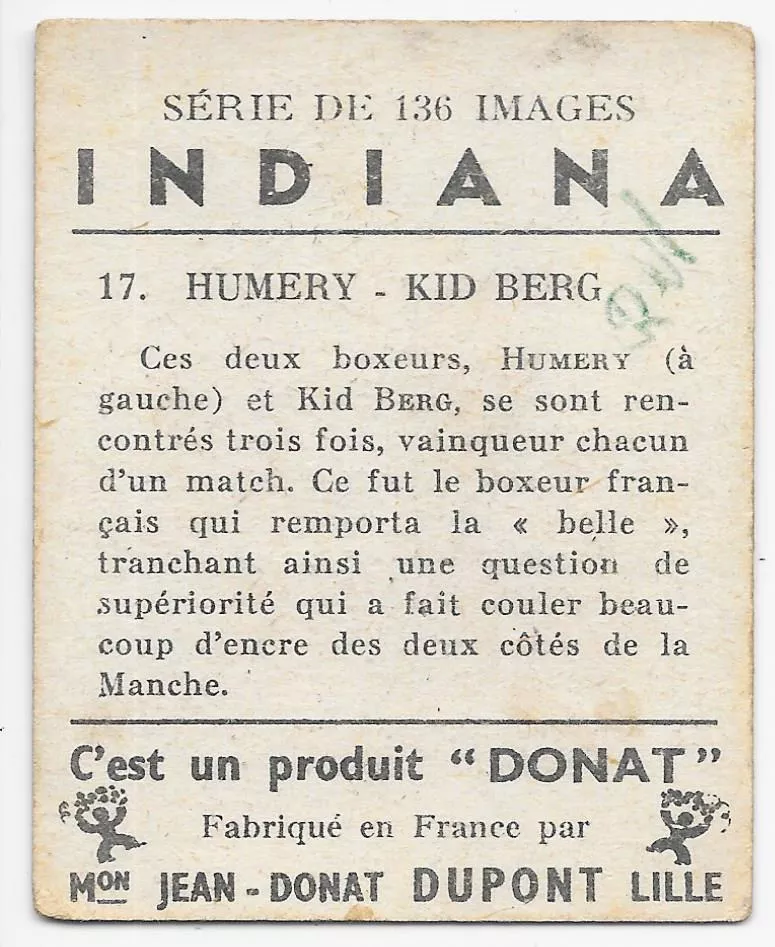 SÉRIE DE 136 IMAGES
INDIANA
17. HUMERY - KID BERG
Ces deux boxeurs, HUMERY (à
gauche) et Kid BERG, se sont ren-
contrés trois fois, vainqueur chacun
d'un match. Ce fut le boxeur fran-
çais qui remporta la « belle »,
tranchant ainsi une question de
supériorité qui a fait couler beau-
coup d'encre des deux côtés de la
Manche.
C'est un produit “DONAT”
Fabriqué en France par
MON JEAN-DONAT DUPONT LILLE